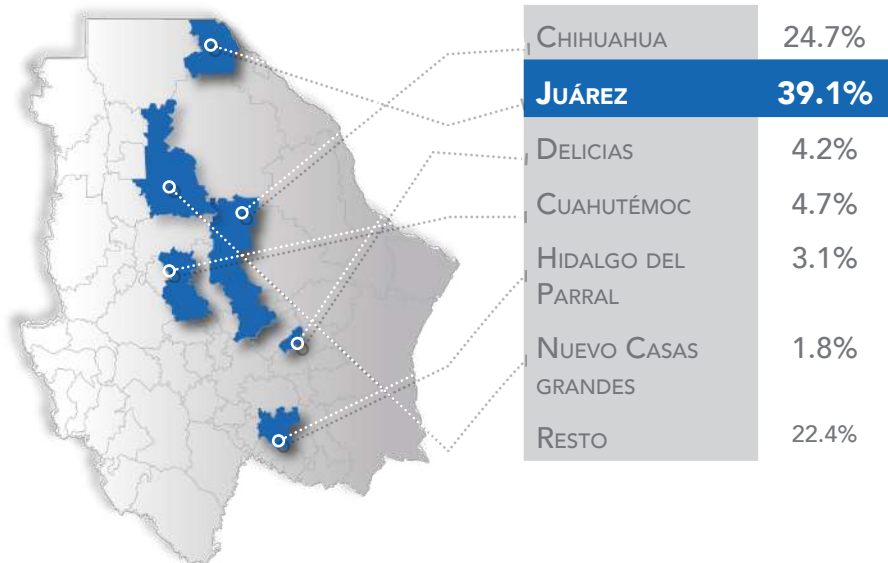 Chihuahua 24.7%
Juárez 39.1%
Delicias 4.2%
Cuahutémoc 4.7%
Hidalgo del
Parral 3.1%
Nuevo Casas
grandes 1.8%
Resto 22.4%